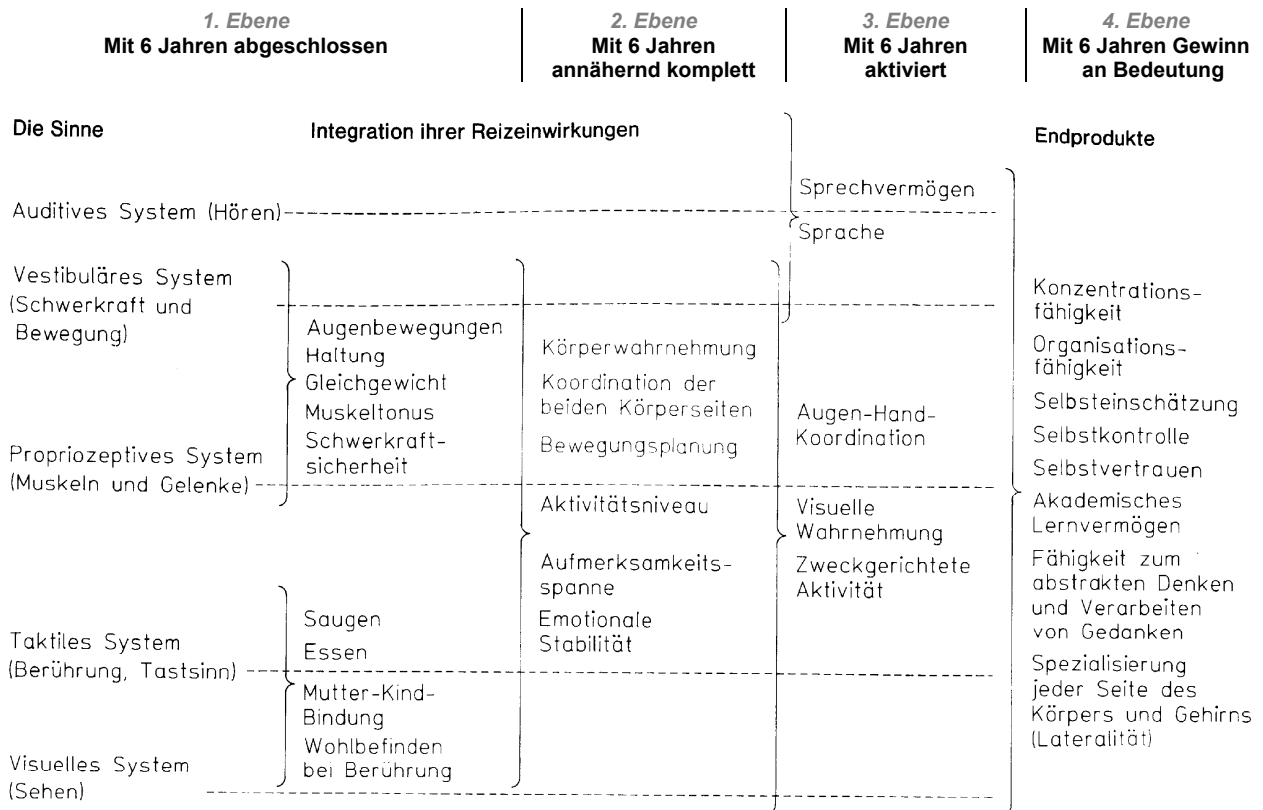 1. Ebene
Mit 6 Jahren abgeschlossen
2. Ebene
Mit 6 Jahren
annähernd komplett
3. Ebene
Mit 6 Jahren
aktiviert
4. Ebene
Mit 6 Jahren Gewinn
an Bedeutung
Die Sinne
Integration ihrer Reizeinwirkungen
Endprodukte
Auditives System (Hören)
Vestibuläres System
(Schwerkraft und
Bewegung)
Propriozeptives System
(Muskeln und Gelenke)
Taktiles System
(Berührung, Tastsinn)
Visuelles System
(Sehen)
Augenbewegungen
Haltung
Gleichgewicht
Muskeltonus
Schwerkraft-
sicherheit
Saugen
Essen
Mutter-Kind-
Bindung
Wohlbefinden
bei Berührung
Körperwahrnehmung
Koordination der
beiden Körperseiten
Bewegungsplanung
Aktivitätsniveau
Aufmerksamkeits-
spanne
Emotionale
Stabilität
Sprechvermögen
Sprache
Augen-Hand-
Koordination
Visuelle
Wahrnehmung
Zweckgerichtete
Aktivität
Konzentrations-
fähigkeit
Organisations-
fähigkeit
Selbsteinschätzung
Selbstkontrolle
Selbstvertrauen
Akademisches
Lernvermögen
Fähigkeit zum
abstrakten Denken
und Verarbeiten
von Gedanken
Spezialisierung
jeder Seite des
Körpers und Gehirns
(Lateralität)